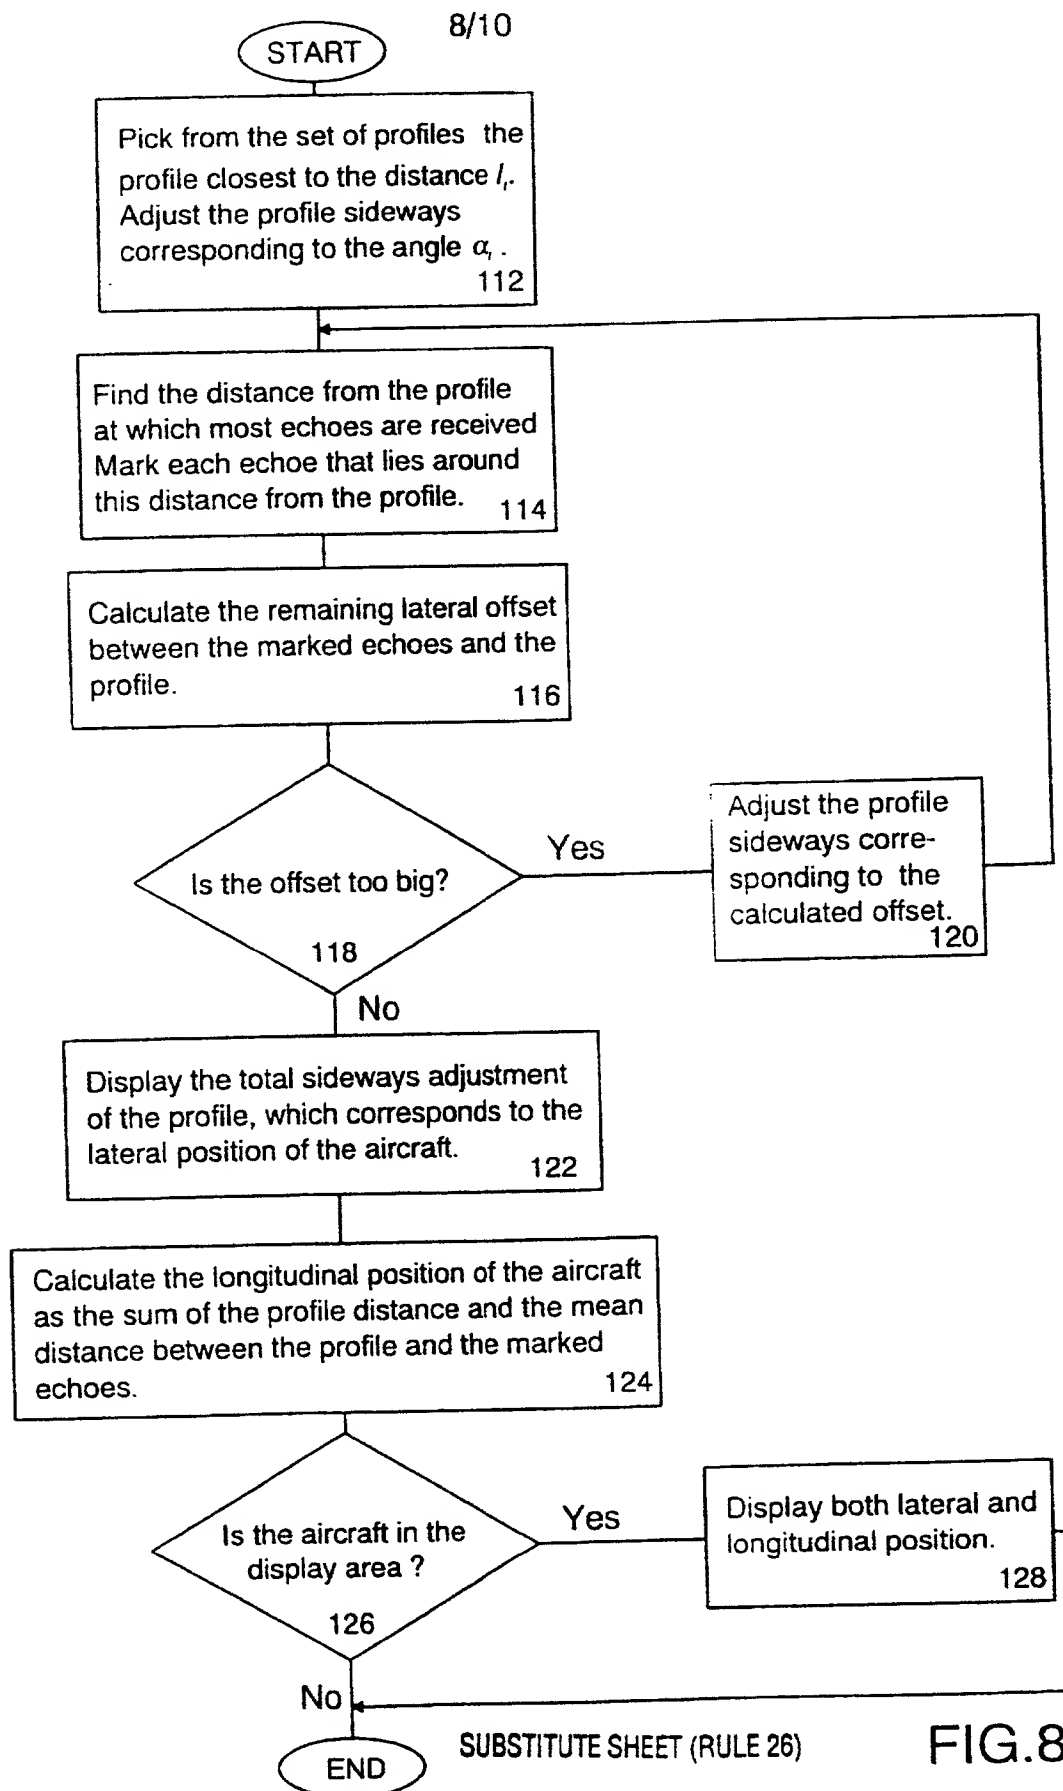 8/10
START
Pick from the set of profiles the
profile closest to the distance lᵢ.
Adjust the profile sideways
corresponding to the angle αᵢ.
112
Find the distance from the profile
at which most echoes are received
Mark each echoe that lies around
this distance from the profile.
114
Calculate the remaining lateral offset
between the marked echoes and the
profile.
116
Is the offset too big?
118
Yes
Adjust the profile
sideways corre-
sponding to the
calculated offset.
120
No
Display the total sideways adjustment
of the profile, which corresponds to the
lateral position of the aircraft.
122
Calculate the longitudinal position of the aircraft
as the sum of the profile distance and the mean
distance between the profile and the marked
echoes.
124
Is the aircraft in the
display area ?
126
Yes
Display both lateral and
longitudinal position.
128
No
END
SUBSTITUTE SHEET (RULE 26)
FIG.8